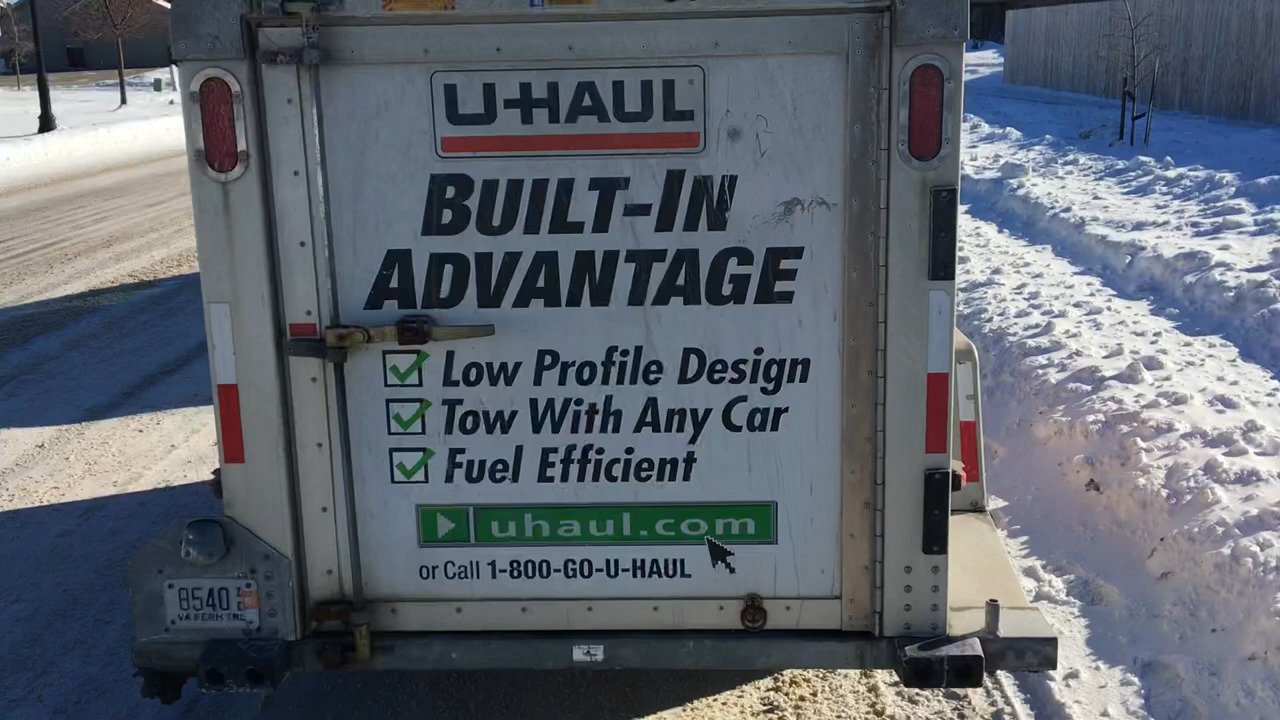 U-HAUL
BUILT-IN
ADVANTAGE
Low Profile Design
Tow With Any Car
Fuel Efficient
uhaul.com
or Call 1-800-GO-U-HAUL
8540